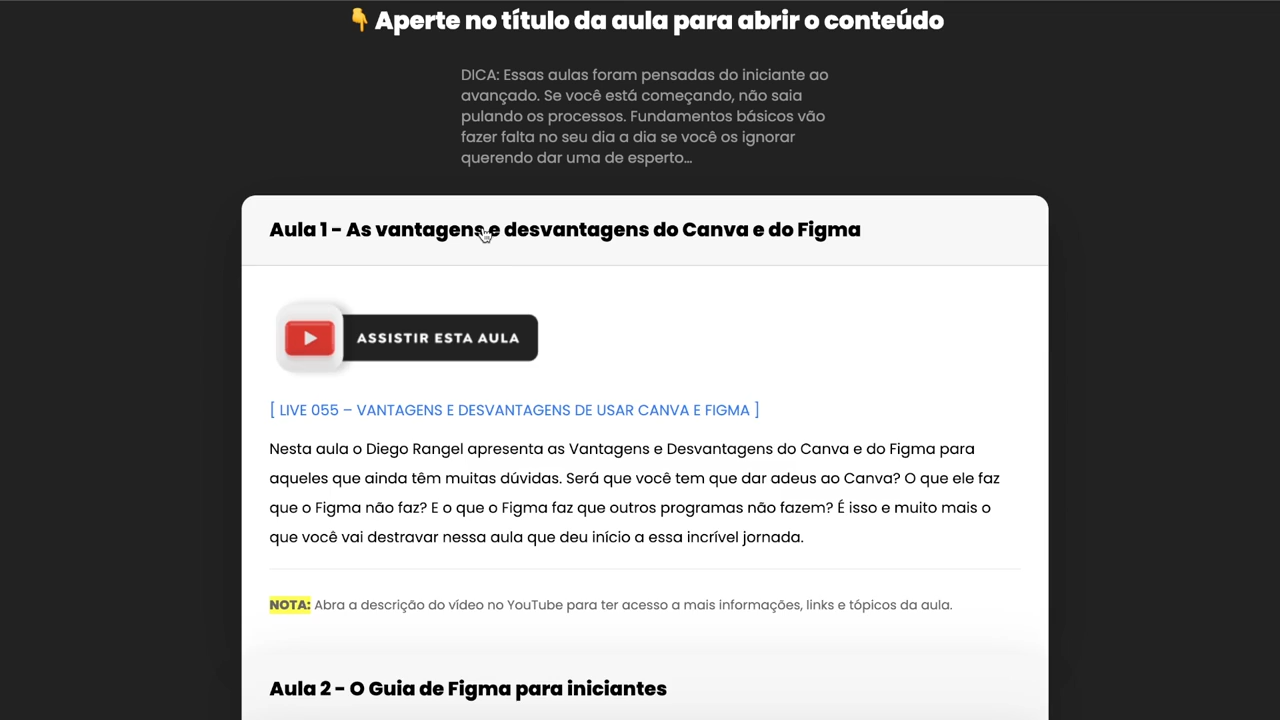 👇 Aperte no título da aula para abrir o conteúdo
DICA: Essas aulas foram pensadas do iniciante ao
avançado. Se você está começando, não saia
pulando os processos. Fundamentos básicos vão
fazer falta no seu dia a dia se você os ignorar
querendo dar uma de esperto...
Aula 1 - As vantagens e desvantagens do Canva e do Figma
ASSISTIR ESTA AULA
[ LIVE 055 – VANTAGENS E DESVANTAGENS DE USAR CANVA E FIGMA ]
Nesta aula o Diego Rangel apresenta as Vantagens e Desvantagens do Canva e do Figma para
aqueles que ainda têm muitas dúvidas. Será que você tem que dar adeus ao Canva? O que ele faz
que o Figma não faz? E o que o Figma faz que outros programas não fazem? É isso e muito mais o
que você vai destravar nessa aula que deu início a essa incrível jornada.
NOTA: Abra a descrição do vídeo no YouTube para ter acesso a mais informações, links e tópicos da aula.
Aula 2 - O Guia de Figma para iniciantes